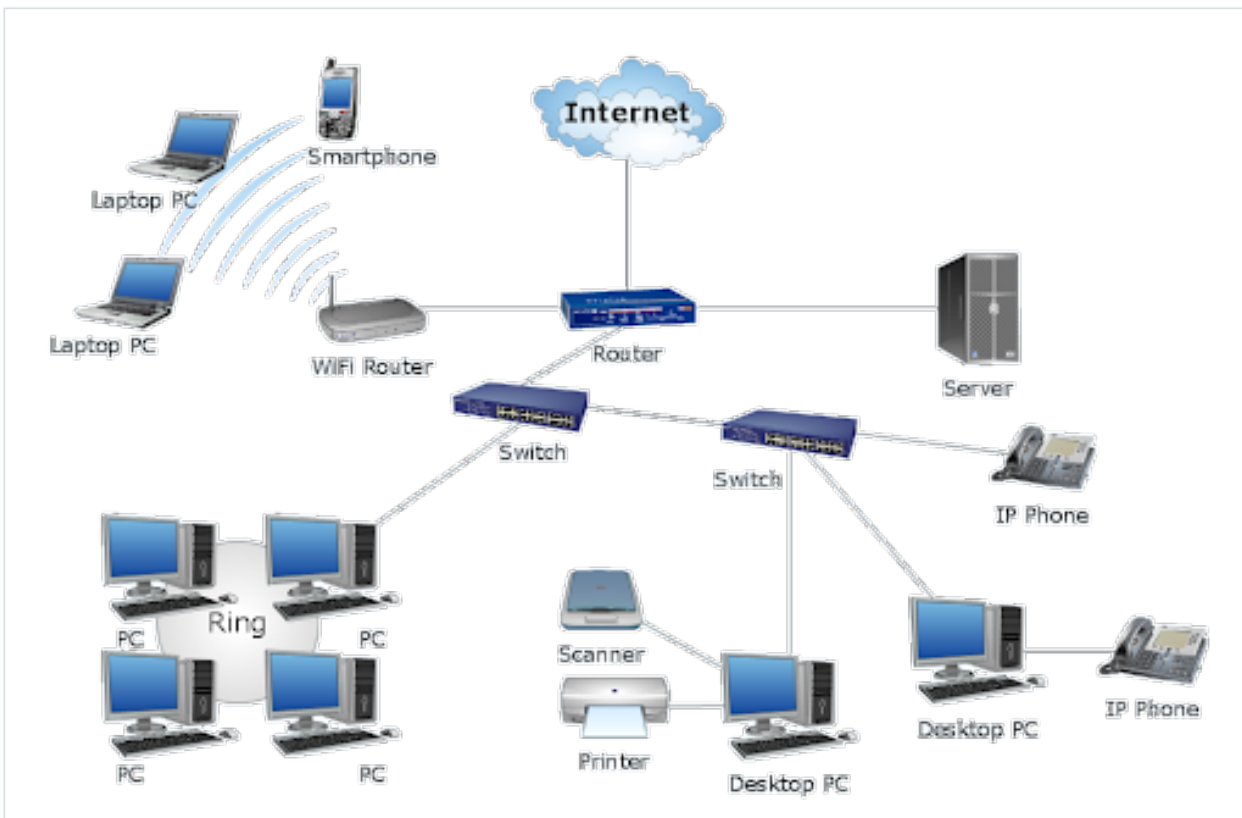 Internet
Smartphone
Laptop PC
Laptop PC
WiFi Router
Router
Server
Switch
Switch
IP Phone
Ring
PC
PC
PC
PC
Scanner
Printer
Desktop PC
Desktop PC
IP Phone